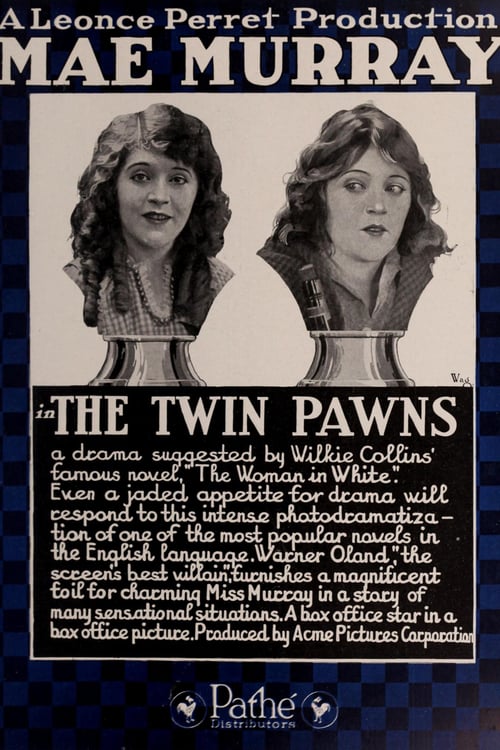 A Leonce Perret Production
MAE MURRAY
Wag
in THE TWIN PAWNS
a drama suggested by Wilkie Collins'
famous novel, "The Woman in White".
Even a jaded appetite for drama will
respond to this intense photodramatiza-
tion of one of the most popular novels in
the English language. Warner Oland, "the
screen's best villain", furnishes a magnificent
foil for charming Miss Murray in a story of
many sensational situations. A box office star in a
box office picture. Produced by Acme Pictures Corporation
Pathé
Distributors